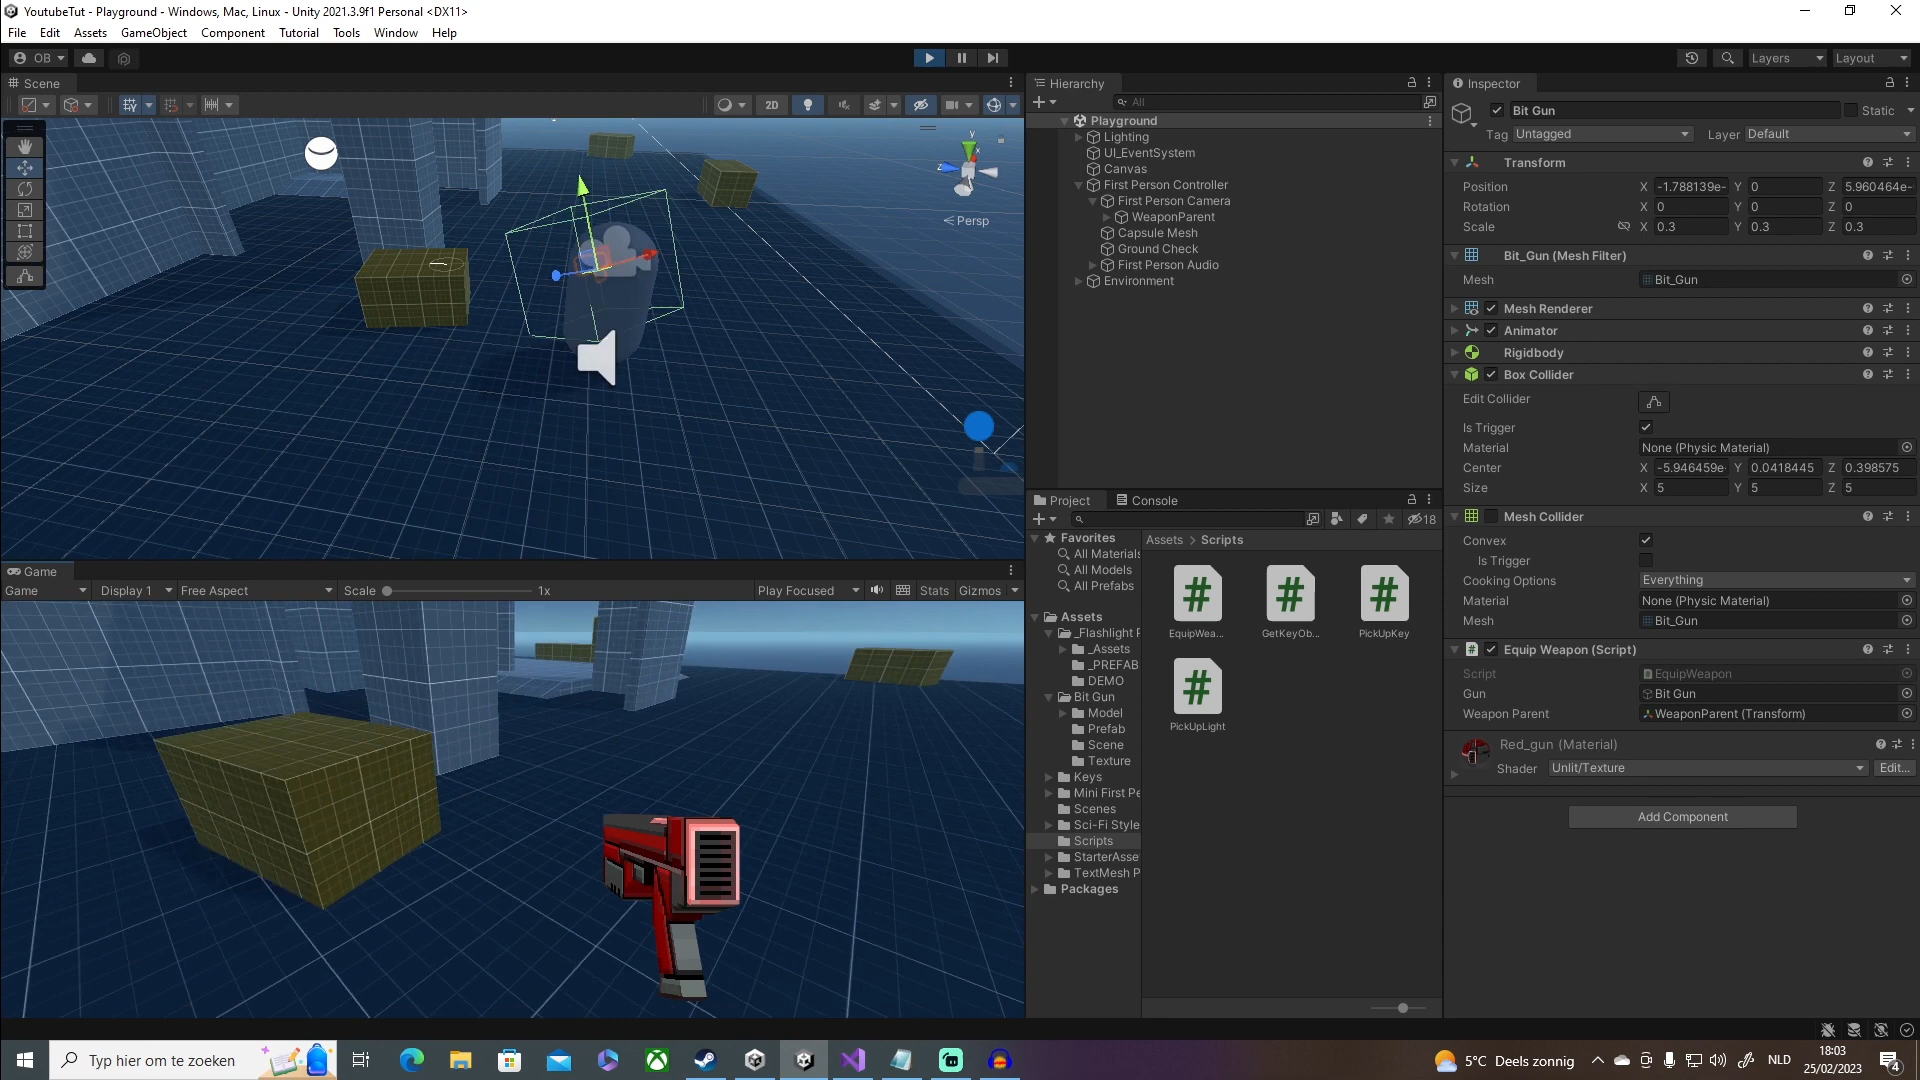 YoutubeTut - Playground - Windows, Mac, Linux - Unity 2021.3.9f1 Personal <DX11>
File Edit Assets GameObject Component Tutorial Tools Window Help
OB
Layers Layout
Scene
2D
y
x
z
Persp
Game
Game Display 1 Free Aspect Scale 1x Play Focused Stats Gizmos
Hierarchy
All
Playground
Lighting
UI_EventSystem
Canvas
First Person Controller
First Person Camera
WeaponParent
Capsule Mesh
Ground Check
First Person Audio
Environment
Project Console
18
Favorites
All Materials
All Models
All Prefabs
Assets
_Flashlight P
_Assets
_PREFAB
DEMO
Bit Gun
Model
Prefab
Scene
Texture
Keys
Mini First Pe
Scenes
Sci-Fi Style
Scripts
StarterAsse
TextMesh P
Packages
Assets > Scripts
EquipWea...
GetKeyOb...
PickUpKey
PickUpLight
Inspector
Bit Gun Static
Tag Untagged Layer Default
Transform
Position X -1.788139e- Y 0 Z 5.960464e-
Rotation X 0 Y 0 Z 0
Scale X 0.3 Y 0.3 Z 0.3
Bit_Gun (Mesh Filter)
Mesh Bit_Gun
Mesh Renderer
Animator
Rigidbody
Box Collider
Edit Collider
Is Trigger
Material None (Physic Material)
Center X -5.946459e- Y 0.0418445 Z 0.398575
Size X 5 Y 5 Z 5
Mesh Collider
Convex
Is Trigger
Cooking Options Everything
Material None (Physic Material)
Mesh Bit_Gun
Equip Weapon (Script)
Script EquipWeapon
Gun Bit Gun
Weapon Parent WeaponParent (Transform)
Red_gun (Material)
Shader Unlit/Texture Edit...
Add Component
Typ hier om te zoeken
5°C Deels zonnig
NLD
18:03
25/02/2023
4